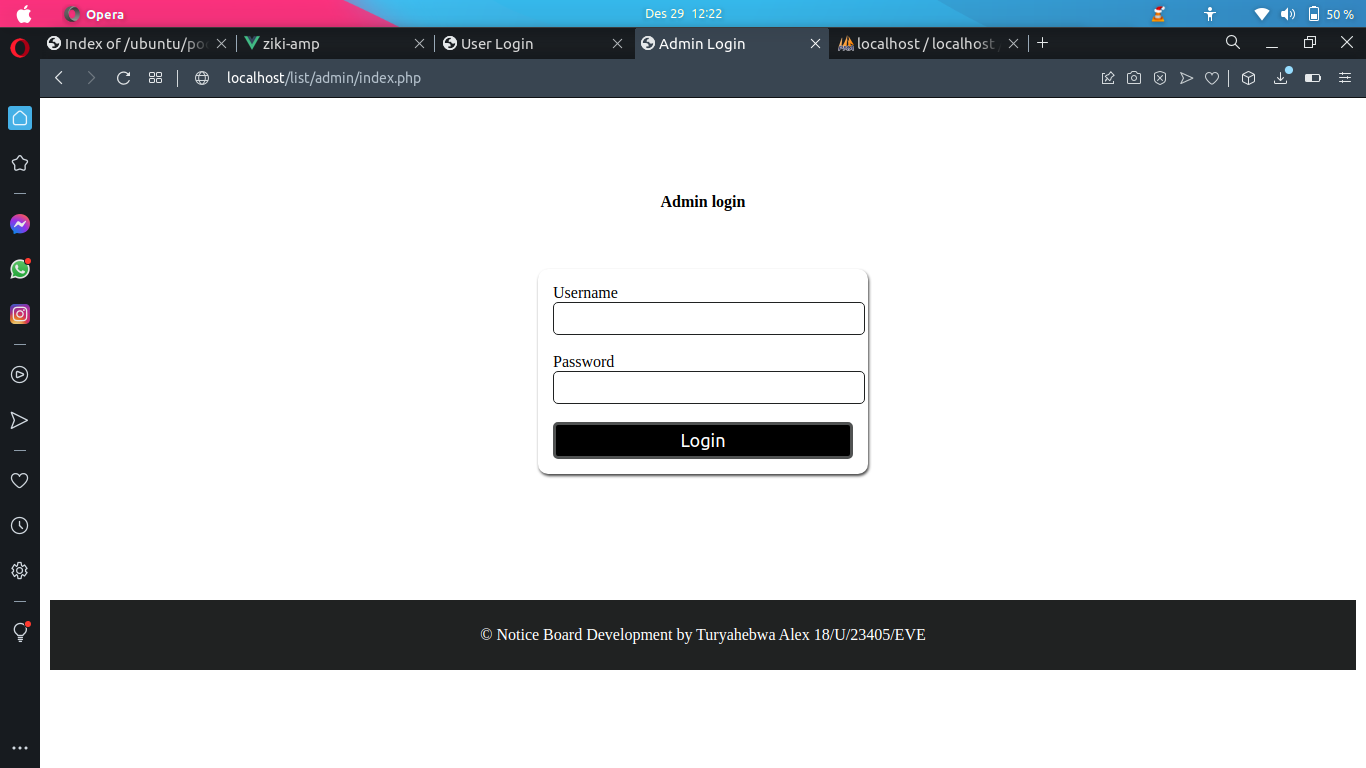 Opera
Des 29 12:22
50 %
Index of /ubuntu/po
ziki-amp
User Login
Admin Login
localhost / localhost
localhost/list/admin/index.php
Admin login
Username
Password
Login
© Notice Board Development by Turyahebwa Alex 18/U/23405/EVE